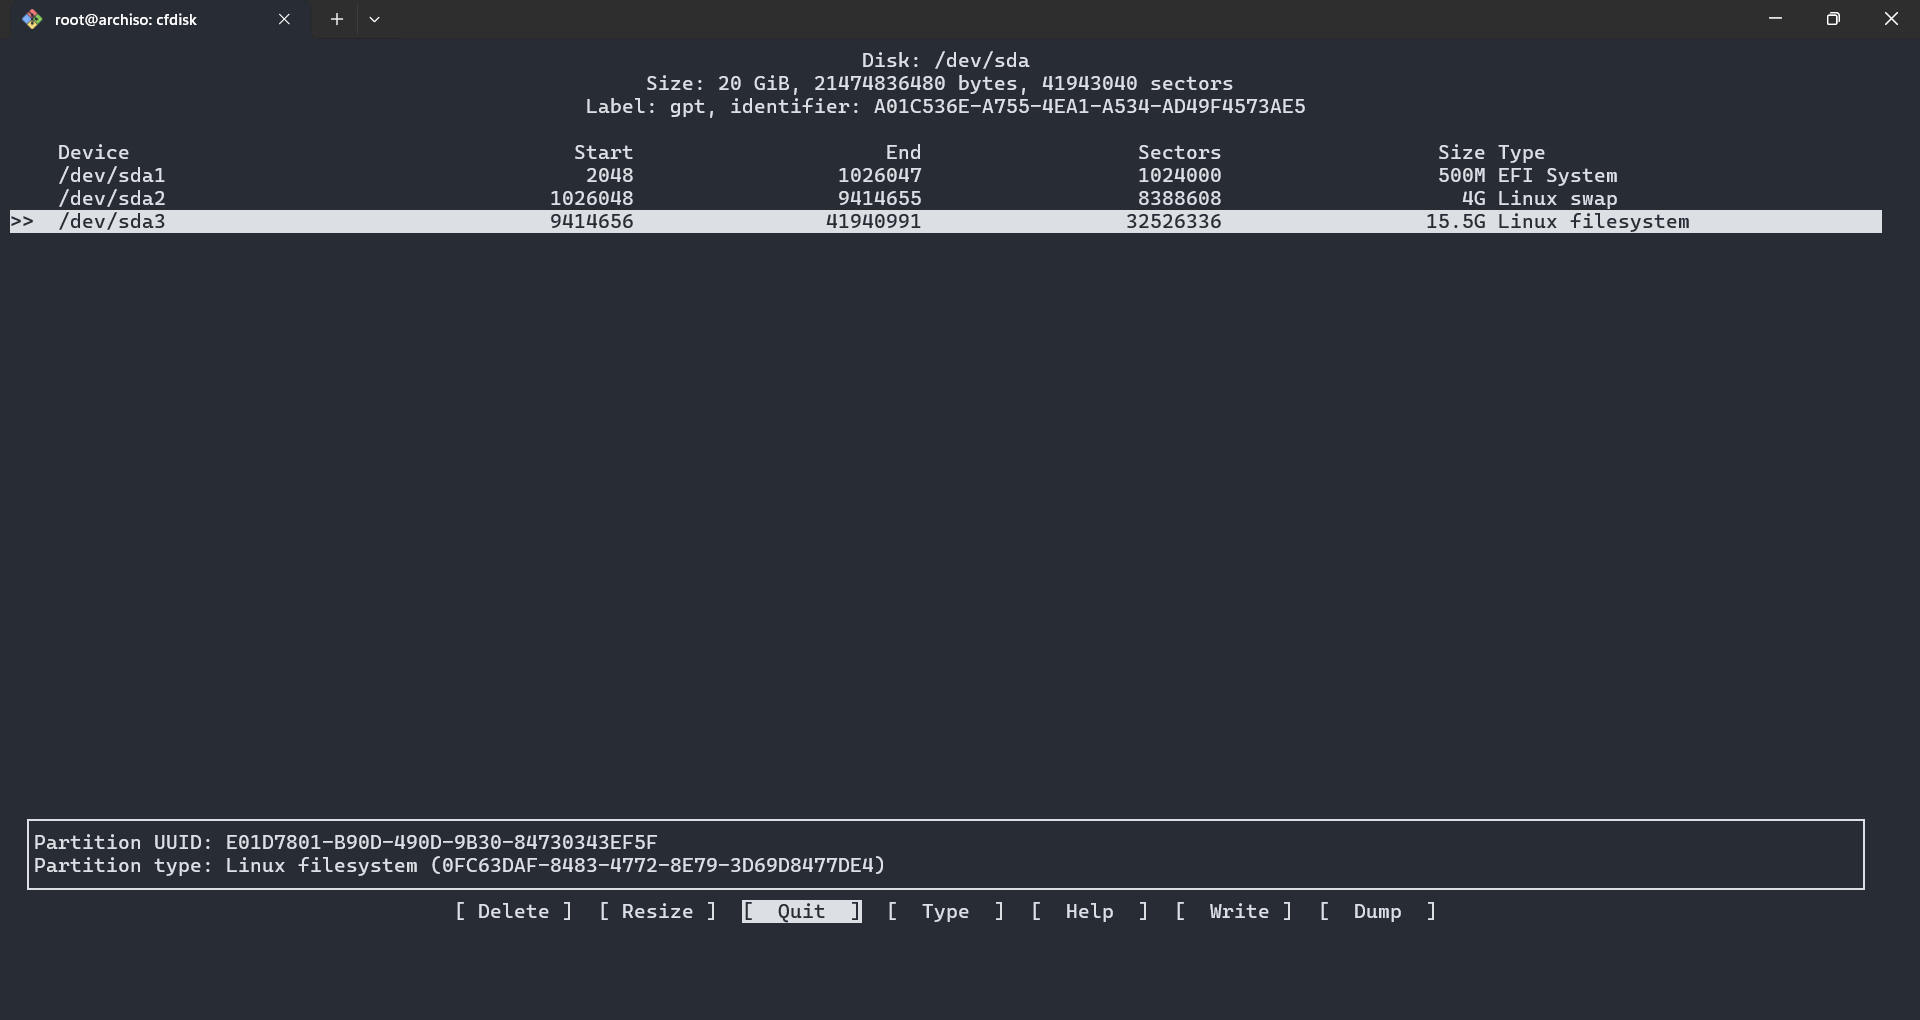 root@archiso: cfdisk
Disk: /dev/sda
Size: 20 GiB, 21474836480 bytes, 41943040 sectors
Label: gpt, identifier: A01C536E-A755-4EA1-A534-AD49F4573AE5
Device Start End Sectors Size Type
/dev/sda1 2048 1026047 1024000 500M EFI System
/dev/sda2 1026048 9414655 8388608 4G Linux swap
>> /dev/sda3 9414656 41940991 32526336 15.5G Linux filesystem
Partition UUID: E01D7801-B90D-490D-9B30-84730343EF5F
Partition type: Linux filesystem (0FC63DAF-8483-4772-8E79-3D69D8477DE4)
[ Delete ] [ Resize ] [ Quit ] [ Type ] [ Help ] [ Write ] [ Dump ]